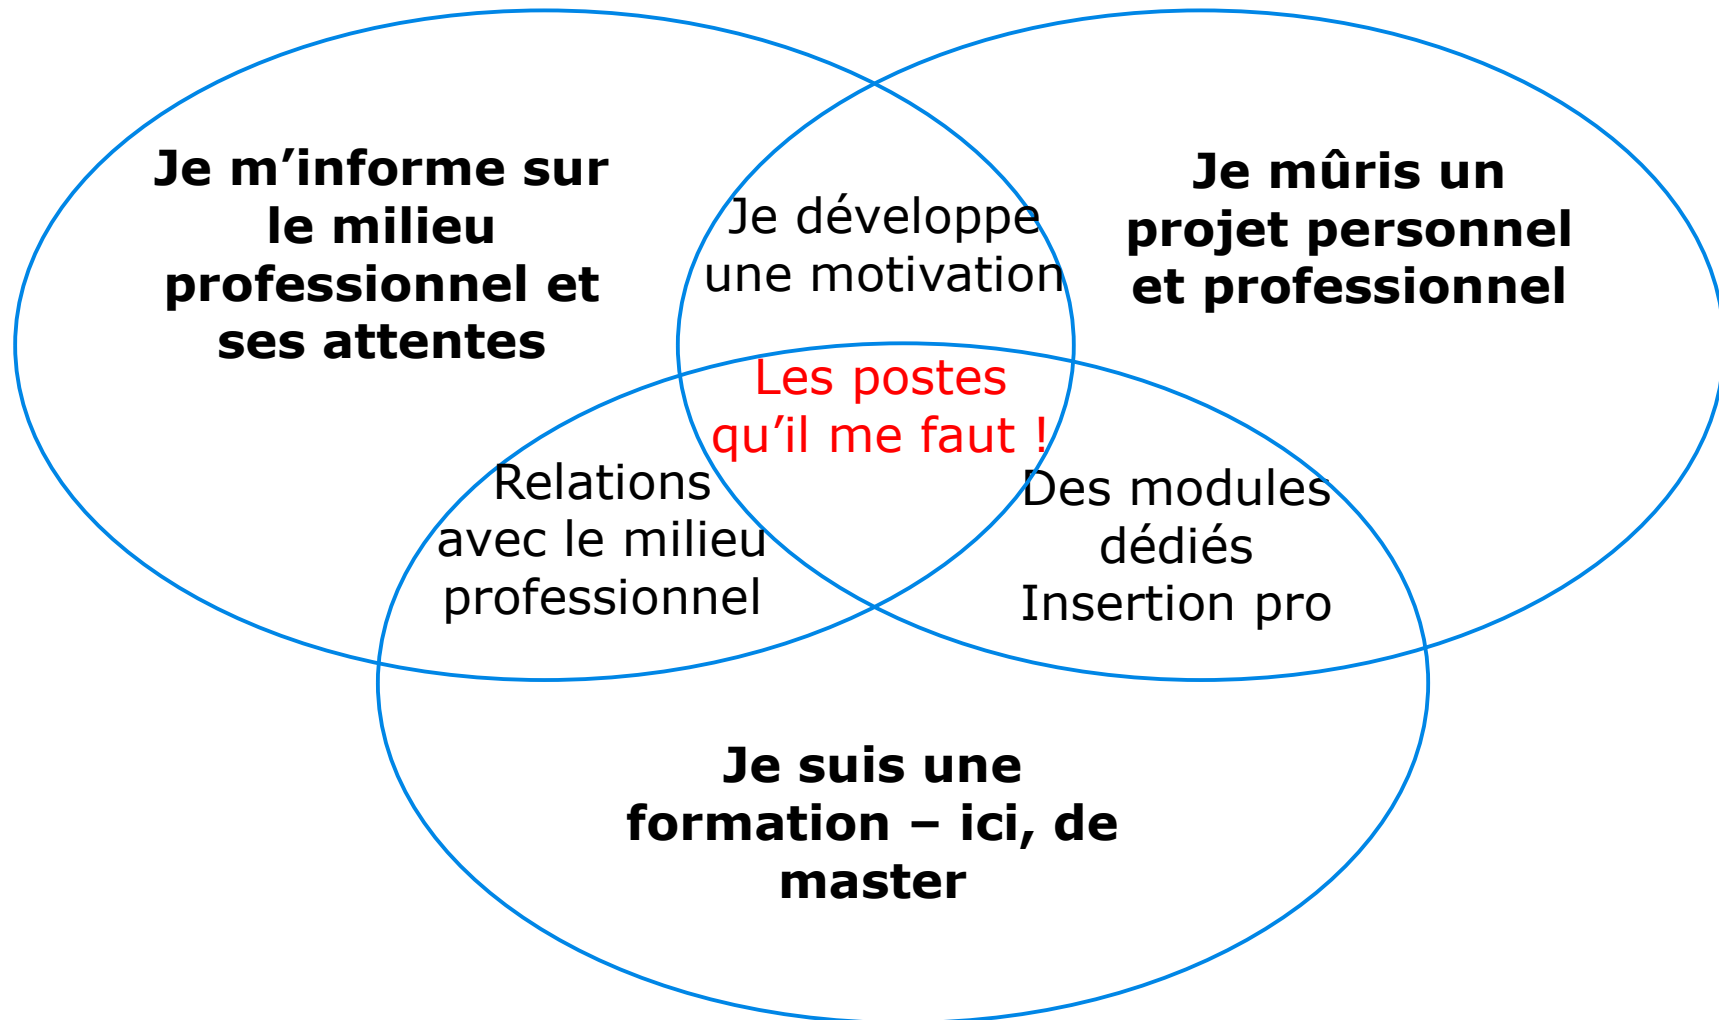 Je m’informe sur
le milieu
professionnel et
ses attentes
Je développe
une motivation
Je mûris un
projet personnel
et professionnel
Les postes
qu’il me faut !
Relations
avec le milieu
professionnel
Des modules
dédiés
Insertion pro
Je suis une
formation – ici, de
master